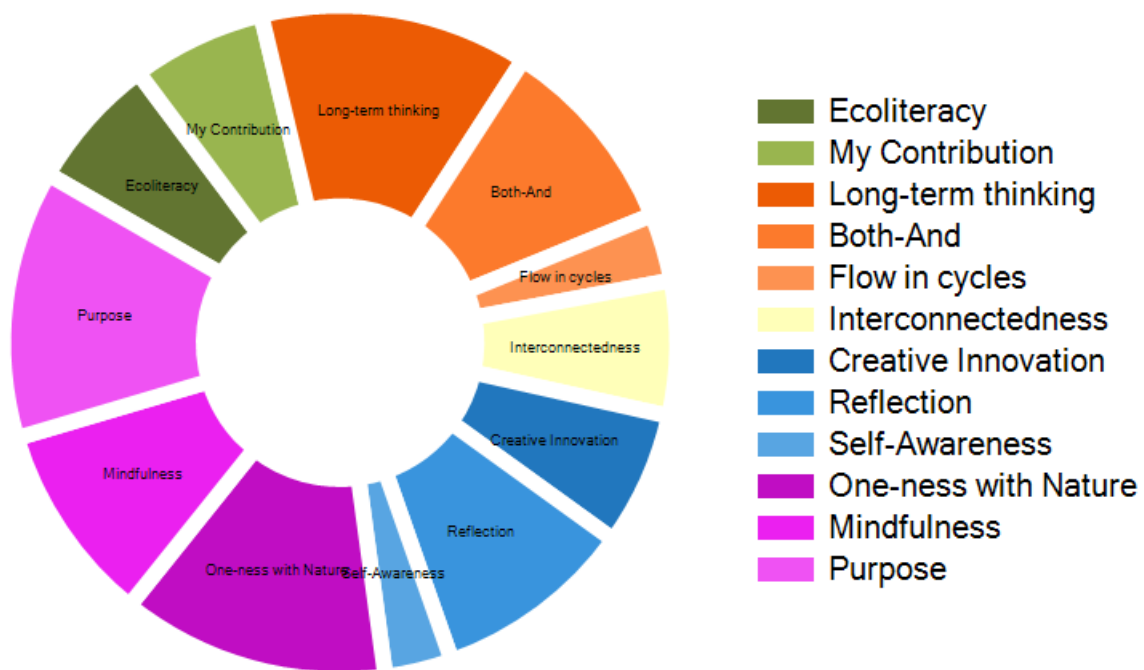 Long-term thinking
My Contribution
Ecoliteracy
Both-And
Flow in cycles
Purpose
Interconnectedness
Creative Innovation
Mindfulness
Reflection
One-ness with Nature
Self-Awareness
Ecoliteracy
My Contribution
Long-term thinking
Both-And
Flow in cycles
Interconnectedness
Creative Innovation
Reflection
Self-Awareness
One-ness with Nature
Mindfulness
Purpose